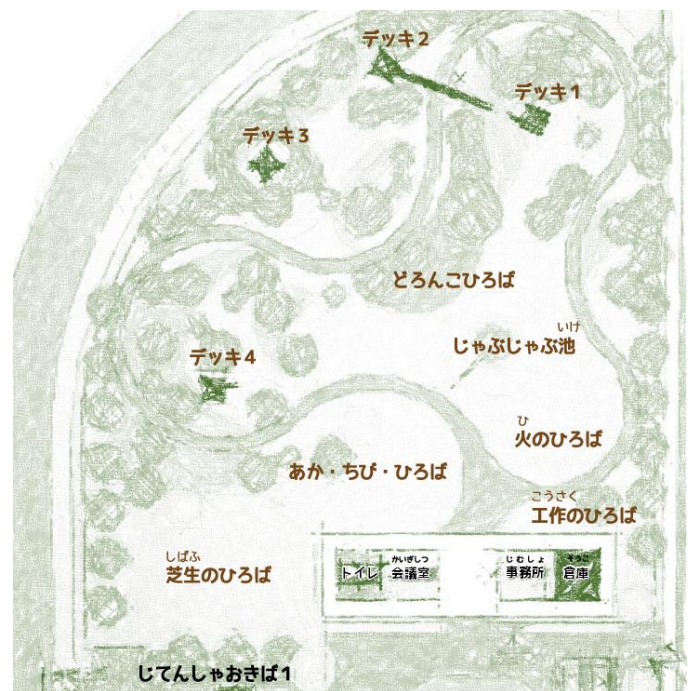 デッキ2
デッキ1
デッキ3
どろんこひろば
いけ
じゃぶじゃぶ池
デッキ4
ひ
火のひろば
あか・ちび・ひろば
こうさく
工作のひろば
しばふ
芝生のひろば
トイレ
かいぎしつ
会議室
じむしょ
事務所
そうこ
倉庫
じてんしゃおきば1